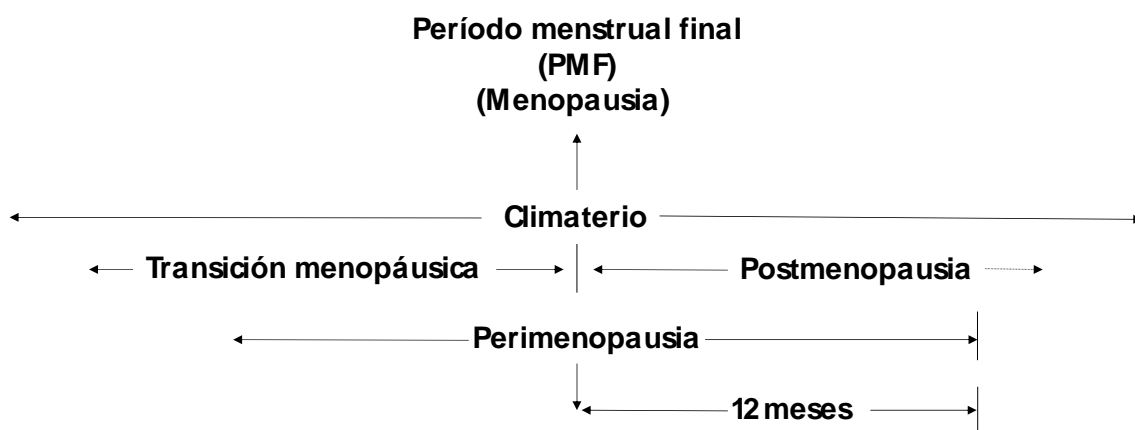 Período menstrual final
(PMF)
(Menopausia)
Climaterio
Transición menopáusica
Postmenopausia
Perimenopausia
12 meses